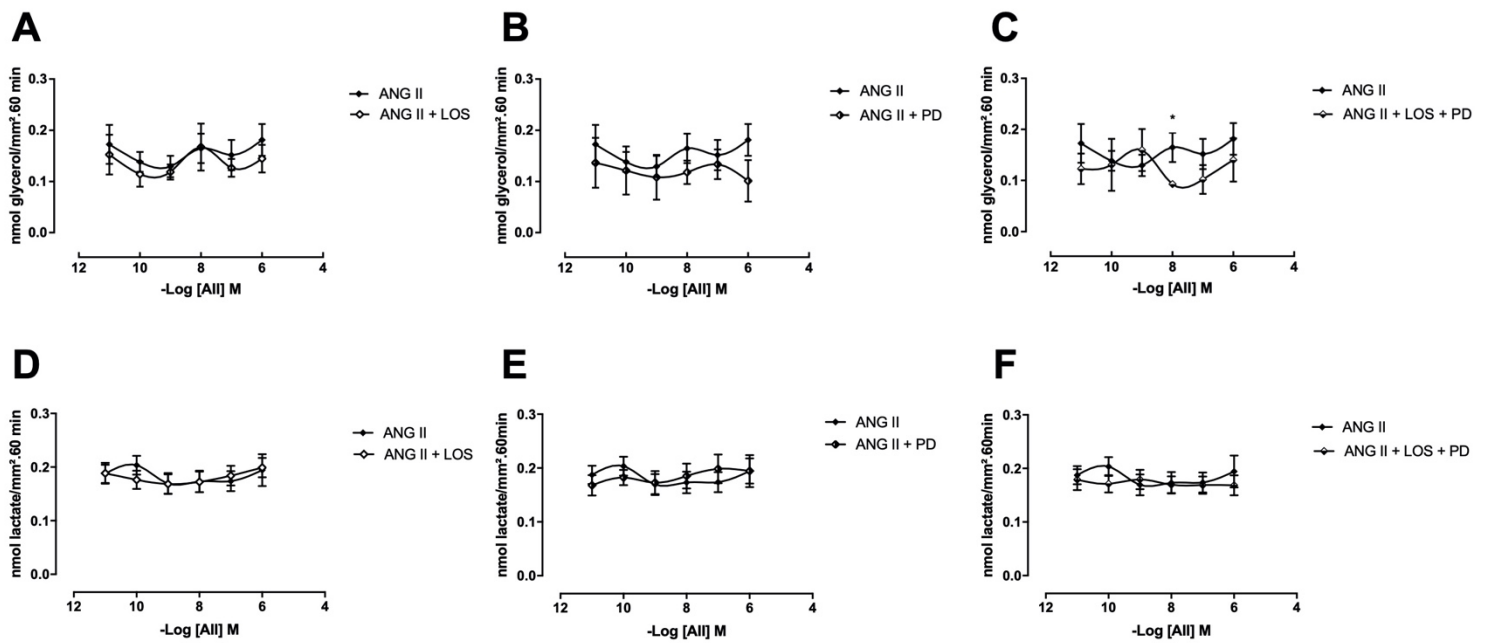 A
nmol glycerol/mm².60 min
0.3
0.2
0.1
0.0
12 10 8 6 4
-Log [AII] M
ANG II
ANG II + LOS
B
nmol glycerol/mm².60 min
0.3
0.2
0.1
0.0
12 10 8 6 4
-Log [AII] M
ANG II
ANG II + PD
C
nmol glycerol/mm².60 min
0.3
0.2
0.1
0.0
*
12 10 8 6 4
-Log [AII] M
ANG II
ANG II + LOS + PD
D
nmol lactate/mm².60 min
0.3
0.2
0.1
0.0
12 10 8 6 4
-Log [AII] M
ANG II
ANG II + LOS
E
nmol lactate/mm².60min
0.3
0.2
0.1
0.0
12 10 8 6 4
-Log [AII] M
ANG II
ANG II + PD
F
nmol lactate/mm².60min
0.3
0.2
0.1
0.0
12 10 8 6 4
-Log [AII] M
ANG II
ANG II + LOS + PD